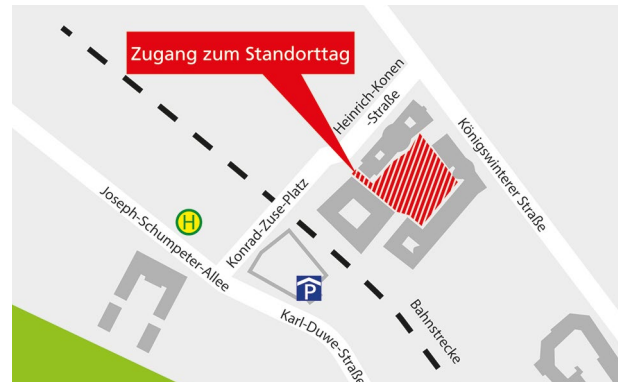 Zugang zum Standorttag
Heinrich-Konen
-Straße
Königswinterer Straße
Joseph-Schumpeter-Allee
H
Konrad-Zuse-Platz
P
Karl-Duwe-Straße
Bahnstrecke